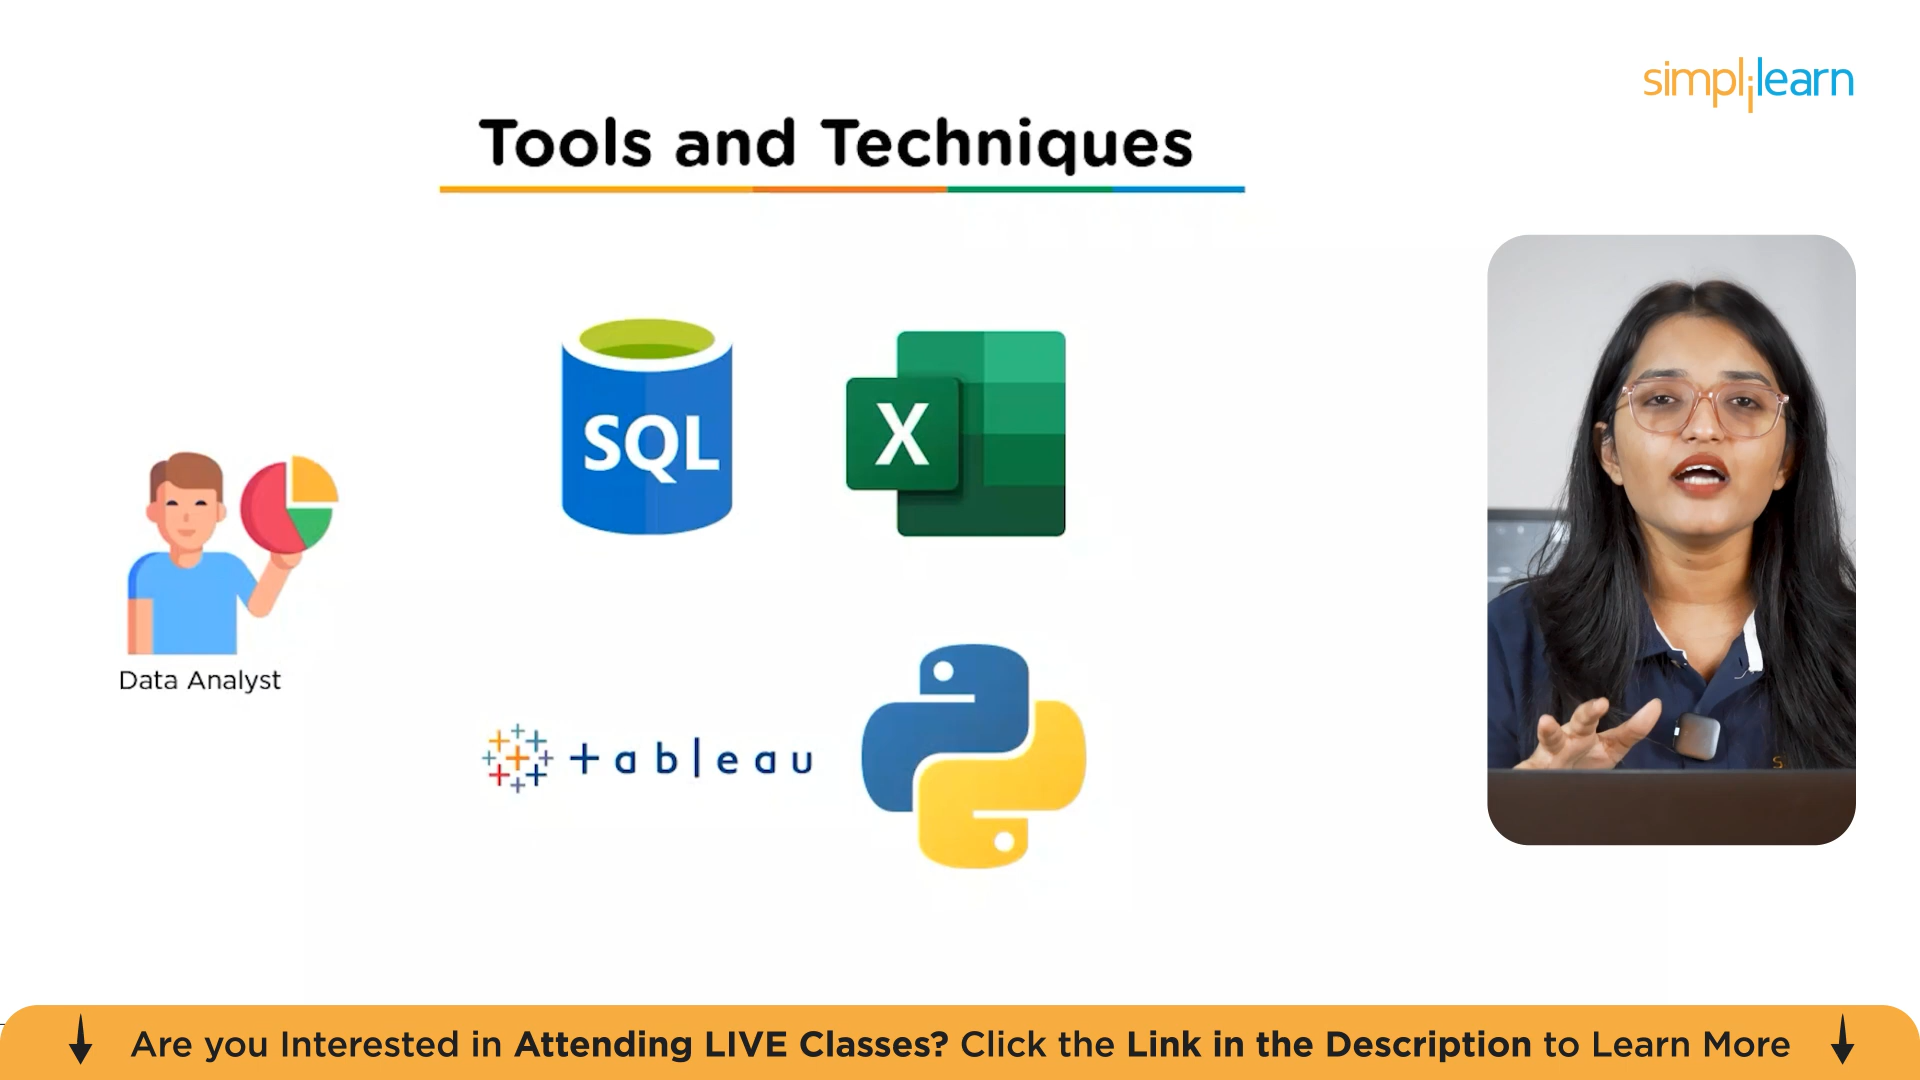 simplilearn
Tools and Techniques
SQL
X
Data Analyst
+ableau
Are you Interested in Attending LIVE Classes? Click the Link in the Description to Learn More